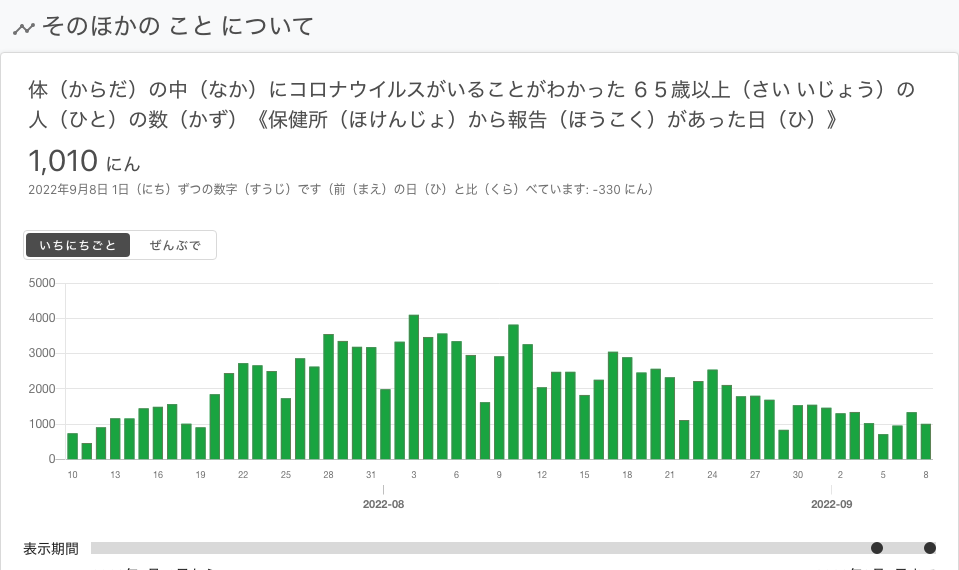 そのほかの こと について
体（からだ）の中（なか）にコロナウイルスがいることがわかった ６５歳以上（さい いじょう）の
人（ひと）の数（かず）《保健所（ほけんじょ）から報告（ほうこく）があった日（ひ）》
1,010 にん
2022年9月8日 1日（にち）ずつの数字（すうじ）です（前（まえ）の日（ひ）と比（くら）べています: -330 にん）
いちにちごと ぜんぶで
5000
4000
3000
2000
1000
0
10 13 16 19 22 25 28 31 3 6 9 12 15 18 21 24 27 30 2 5 8
2022-08 2022-09
表示期間